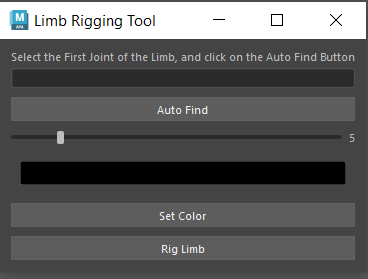 M
AYA
Limb Rigging Tool
Select the First Joint of the Limb, and click on the Auto Find Button
Auto Find
5
Set Color
Rig Limb